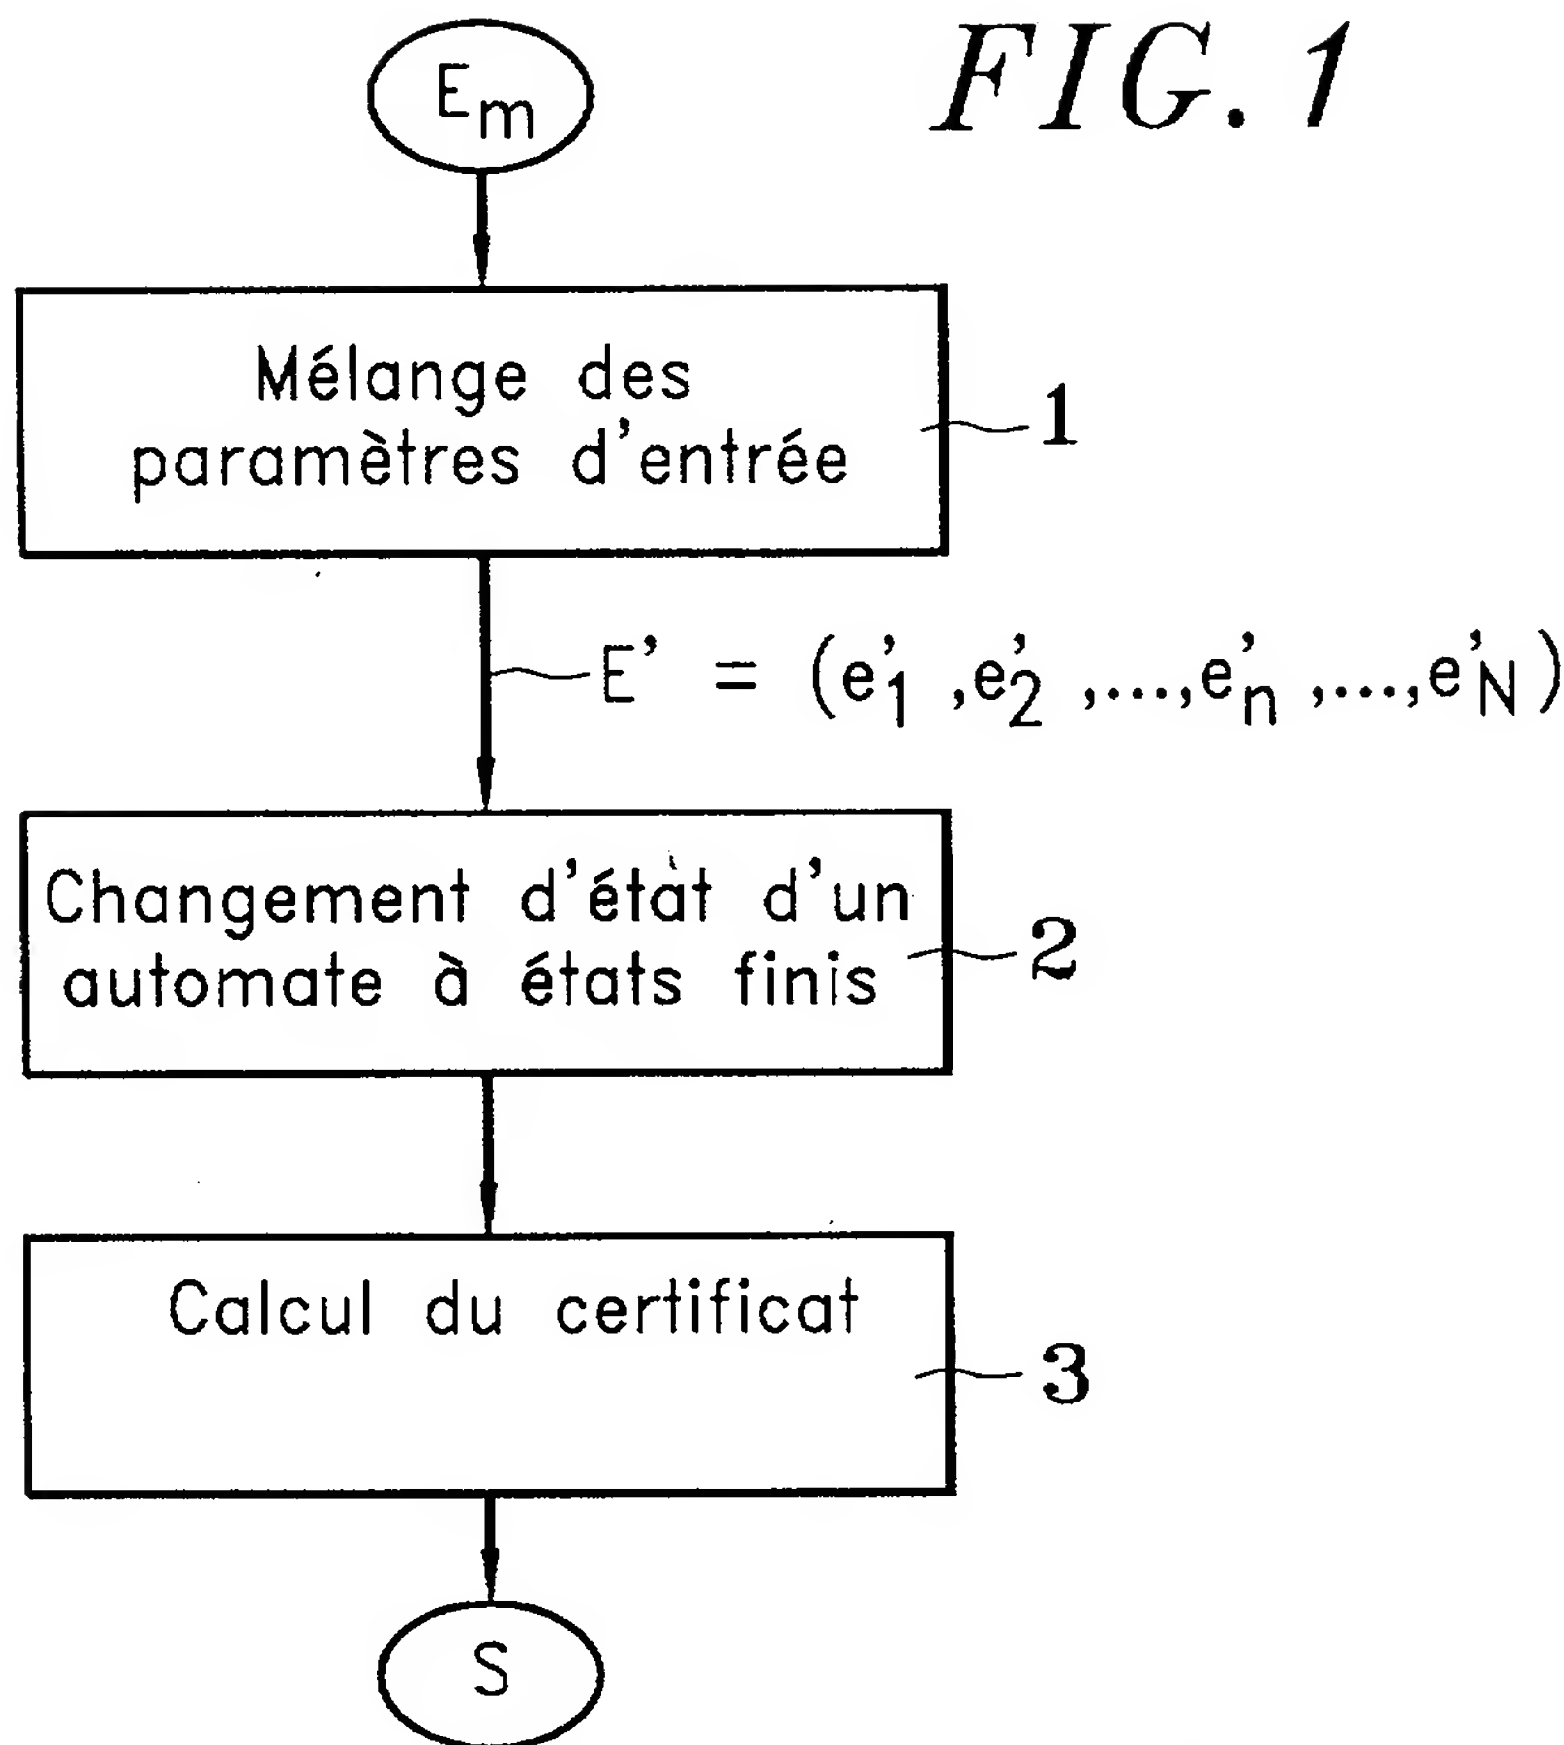 FIG. 1
Em
Mélange des
paramètres d'entrée
1
E' = (e'1 ,e'2 ,...,e'n ,...,e'N)
Changement d'état d'un
automate à états finis
2
Calcul du certificat
3
S